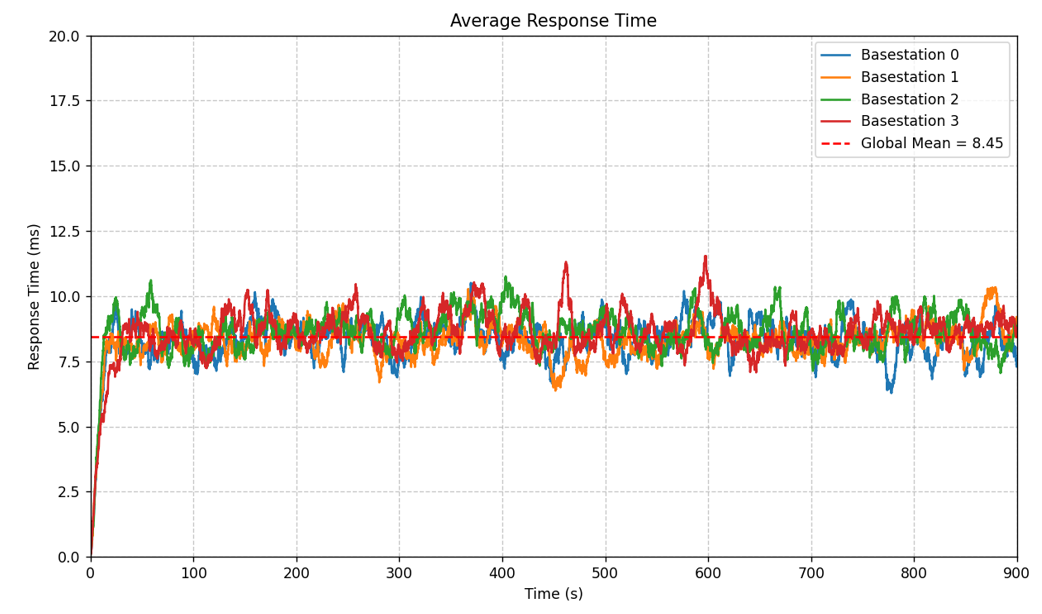 Average Response Time
20.0
17.5
15.0
12.5
10.0
7.5
5.0
2.5
0.0
Response Time (ms)
Basestation 0
Basestation 1
Basestation 2
Basestation 3
Global Mean = 8.45
0 100 200 300 400 500 600 700 800 900
Time (s)